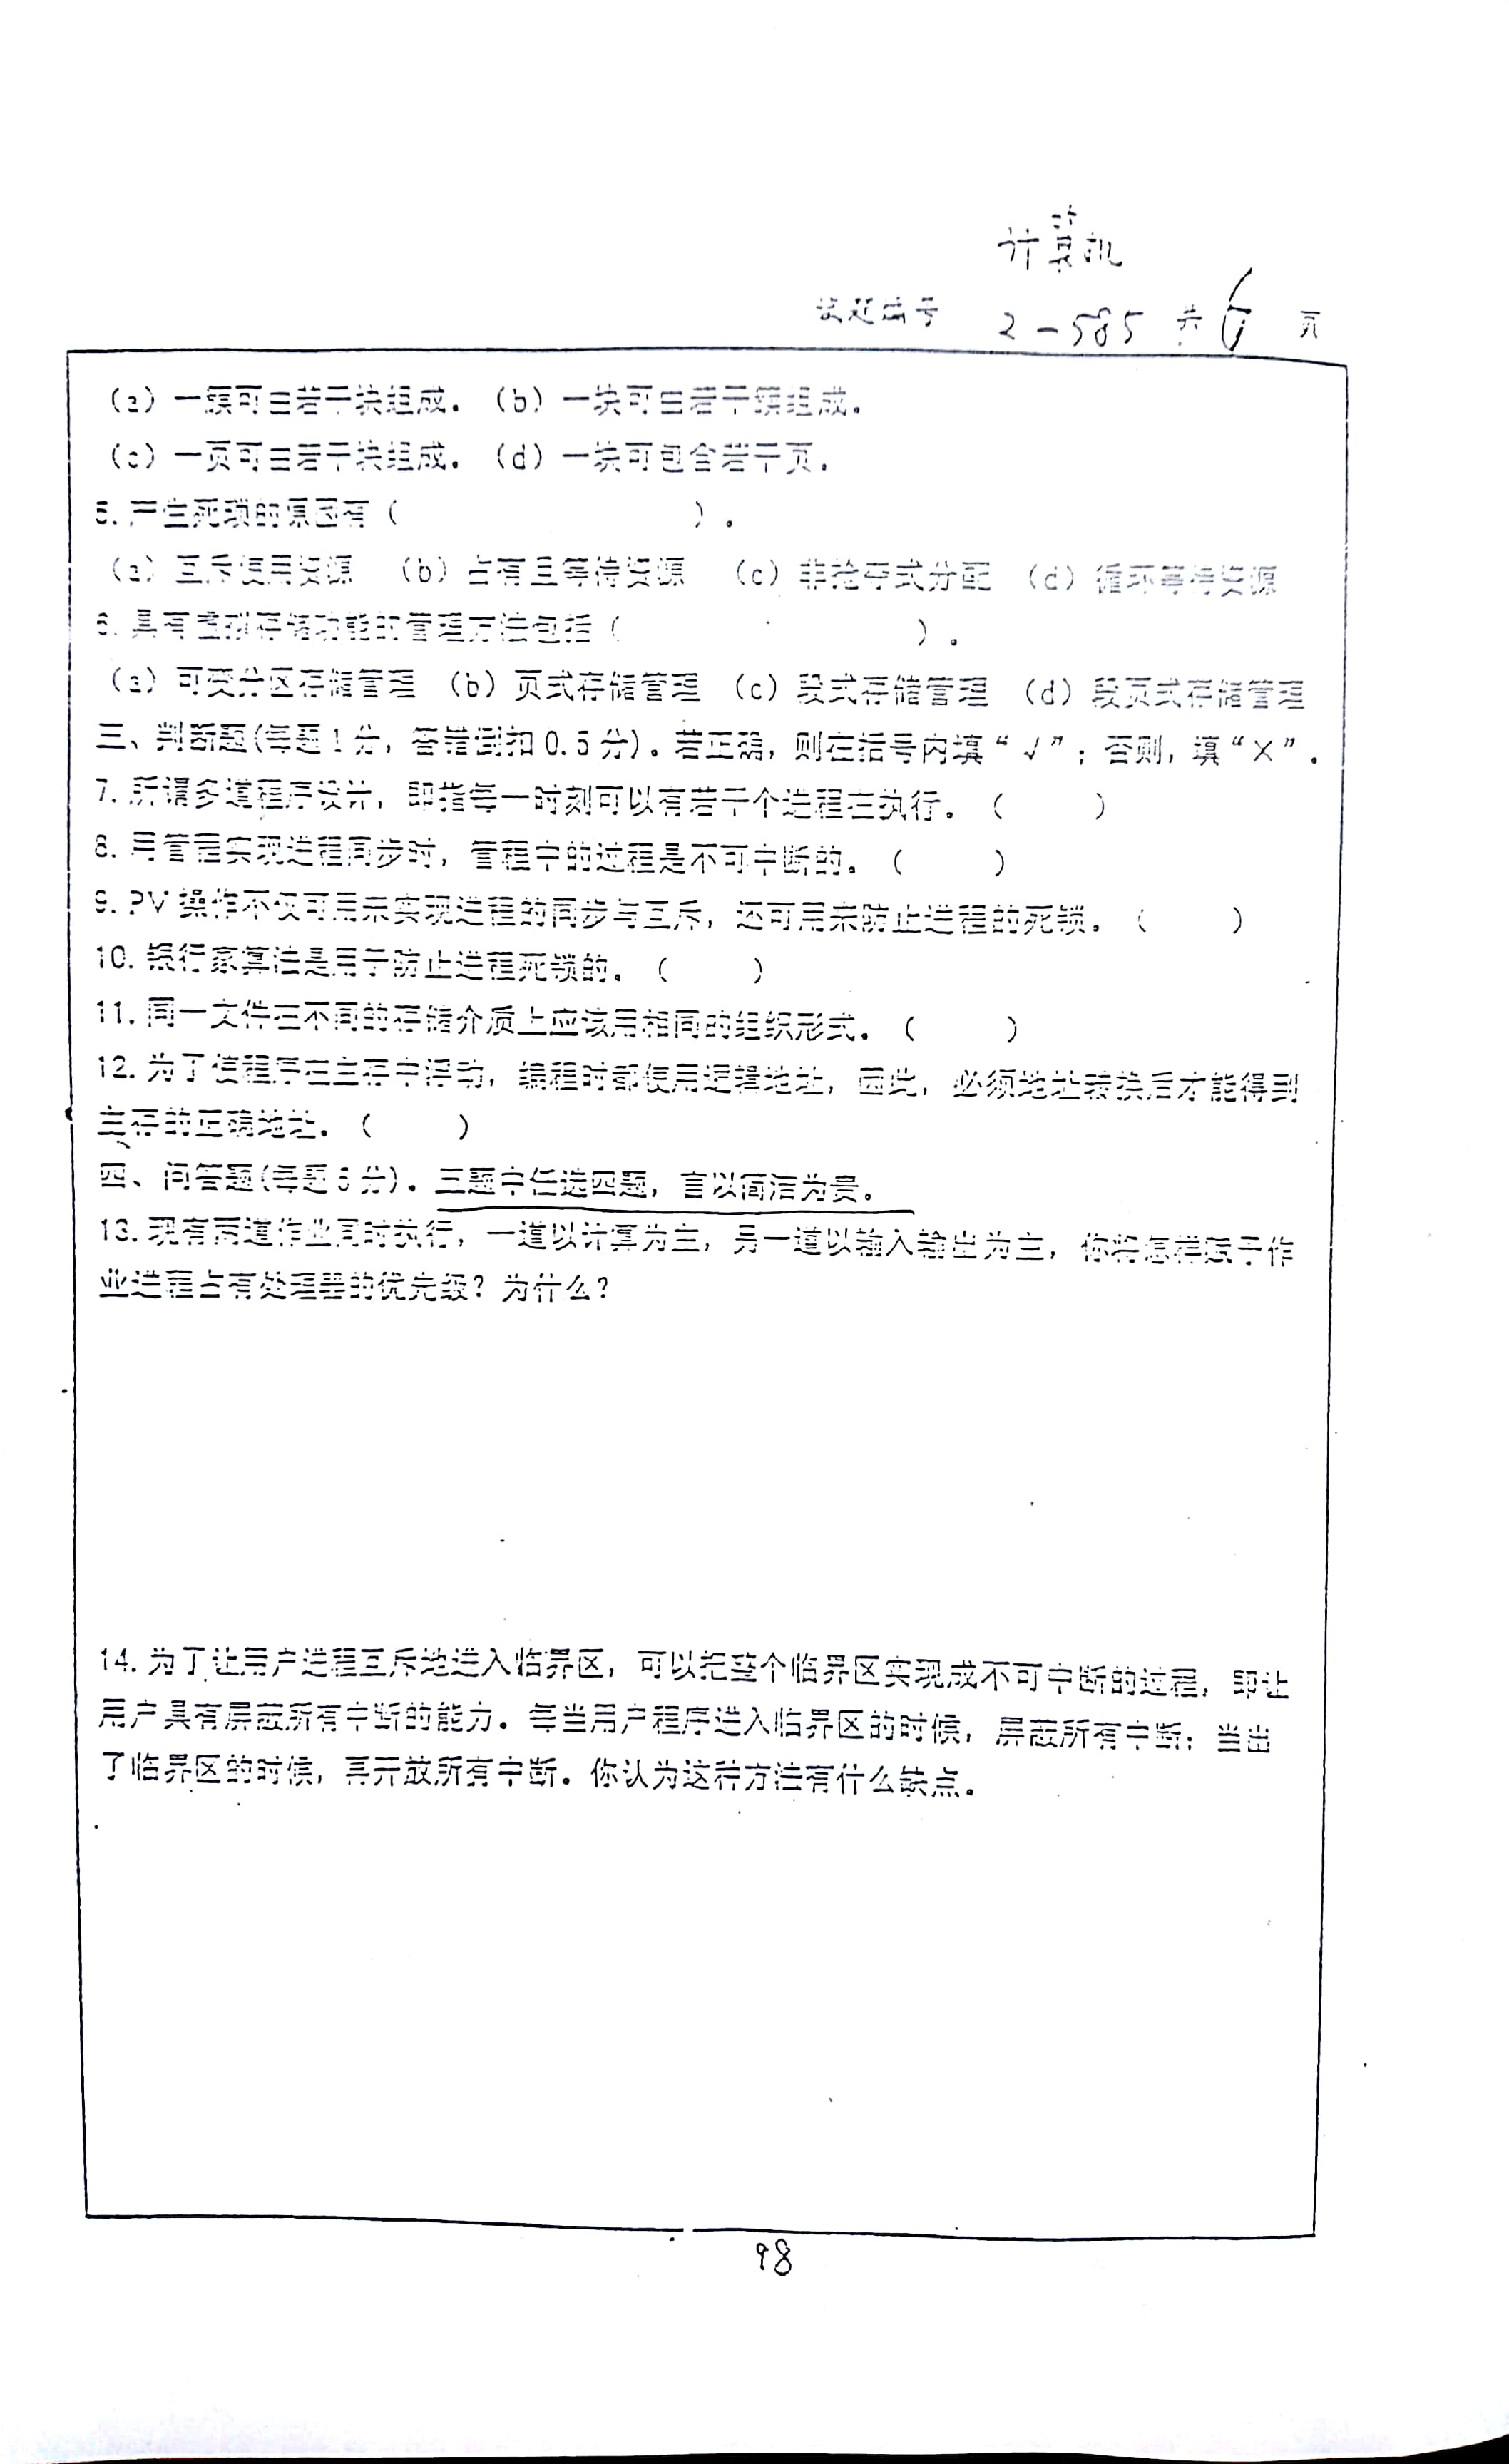 计算机
试题编号 2-585 共 6 页
(a) 一簇可由若干块组成。 (b) 一块可由若干簇组成。
(c) 一页可由若干块组成。 (d) 一块可包含若干页。
5. 产生死锁的原因有( )。
(a) 互斥使用资源 (b) 占有且等待资源 (c) 非抢夺式分配 (d) 循环等待资源
6. 具有虚拟存储功能的管理方法包括( )。
(a) 可变分区存储管理 (b) 页式存储管理 (c) 段式存储管理 (d) 段页式存储管理
三、判断题(每题1分，答错倒扣0.5分)。若正确，则在括号内填“√”；否则，填“×”。
7. 所谓多道程序设计，即指每一时刻可以有若干个进程在执行。( )
8. 用管程实现进程同步时，管程中的过程是不可中断的。( )
9. PV操作不仅可用来实现进程的同步与互斥，还可用来防止进程的死锁。( )
10. 银行家算法是用于防止进程死锁的。( )
11. 同一文件在不同的存储介质上应该用相同的组织形式。( )
12. 为了使程序在主存中浮动，编程时都使用逻辑地址，因此，必须地址转换后才能得到
主存的正确地址。( )
四、问答题(每题5分)。五题中任选四题，言以简洁为贵。
13. 现有两道作业同时执行，一道以计算为主，另一道以输入输出为主，你将怎样赋予作
业进程占有处理器的优先级？为什么？
14. 为了让用户进程互斥地进入临界区，可以把整个临界区实现成不可中断的过程，即让
用户具有屏蔽所有中断的能力。每当用户程序进入临界区的时候，屏蔽所有中断；当出
了临界区的时候，再开放所有中断。你认为这种方法有什么缺点。
98